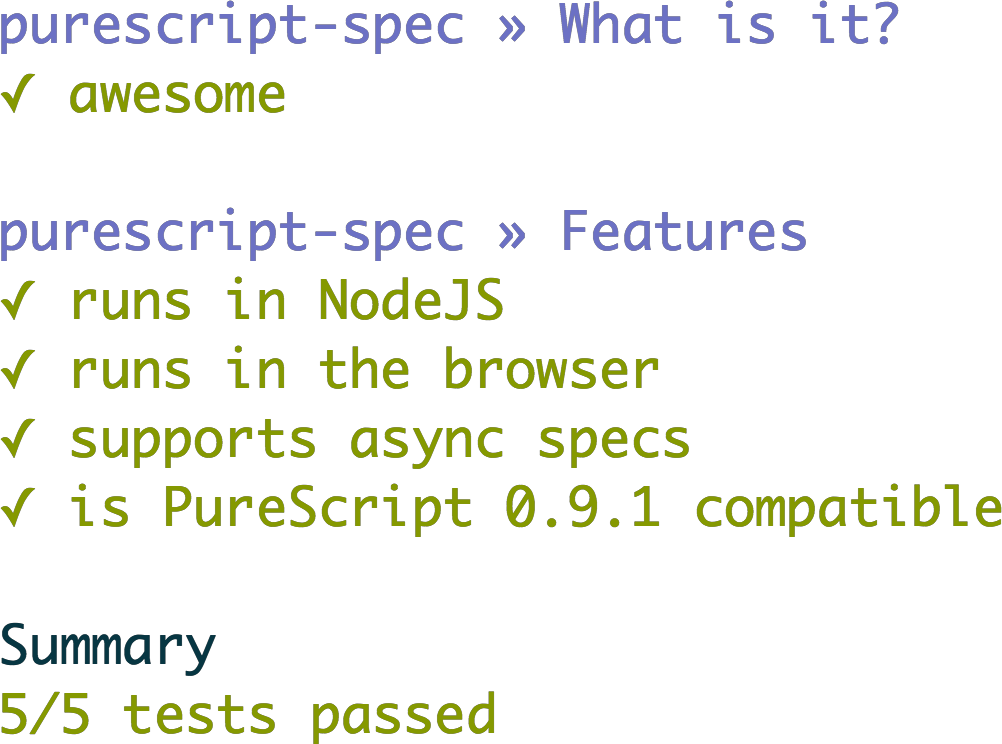 purescript-spec » What is it?
✓ awesome
purescript-spec » Features
✓ runs in NodeJS
✓ runs in the browser
✓ supports async specs
✓ is PureScript 0.9.1 compatible
Summary
5/5 tests passed